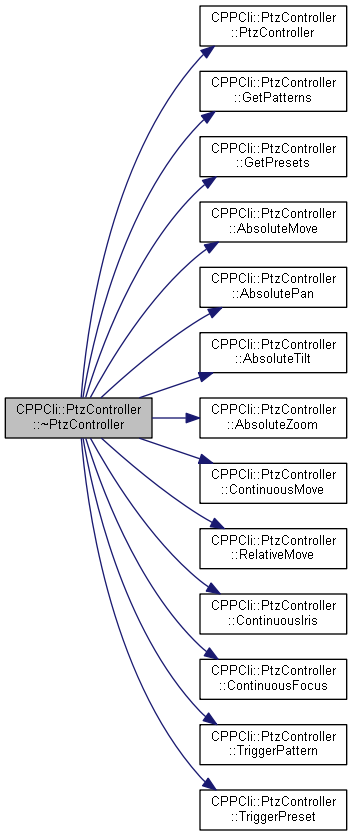 CPPCli::PtzController
::PtzController
CPPCli::PtzController
::GetPatterns
CPPCli::PtzController
::GetPresets
CPPCli::PtzController
::AbsoluteMove
CPPCli::PtzController
::AbsolutePan
CPPCli::PtzController
::AbsoluteTilt
CPPCli::PtzController
::~PtzController
CPPCli::PtzController
::AbsoluteZoom
CPPCli::PtzController
::ContinuousMove
CPPCli::PtzController
::RelativeMove
CPPCli::PtzController
::ContinuousIris
CPPCli::PtzController
::ContinuousFocus
CPPCli::PtzController
::TriggerPattern
CPPCli::PtzController
::TriggerPreset